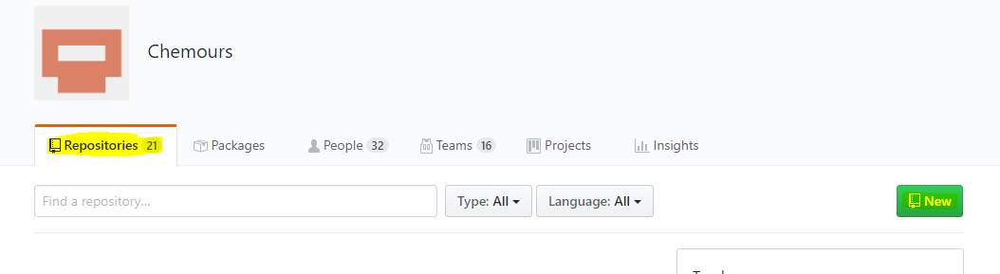 Chemours
Repositories 21 Packages People 32 Teams 16 Projects Insights
Find a repository... Type: All Language: All New